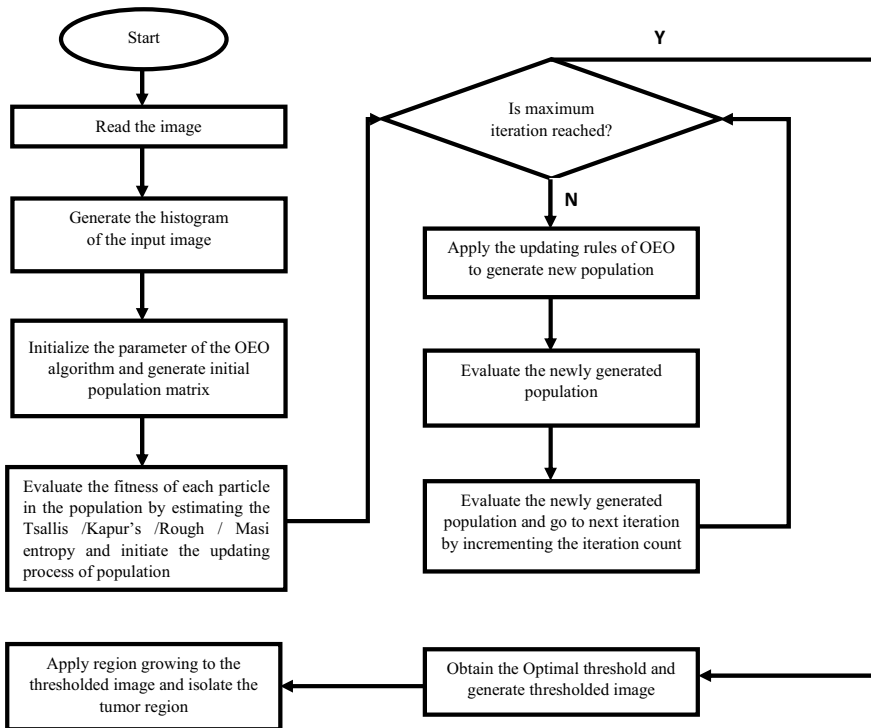 Start
Read the image
Generate the histogram
of the input image
Initialize the parameter of the OEO
algorithm and generate initial
population matrix
Evaluate the fitness of each particle
in the population by estimating the
Tsallis /Kapur's /Rough / Masi
entropy and initiate the updating
process of population
Y
Is maximum
iteration reached?
N
Apply the updating rules of OEO
to generate new population
Evaluate the newly generated
population
Evaluate the newly generated
population and go to next iteration
by incrementing the iteration count
Obtain the Optimal threshold and
generate thresholded image
Apply region growing to the
thresholded image and isolate the
tumor region